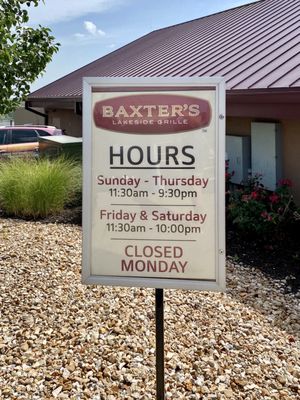 BAXTER'S
LAKESIDE GRILLE
HOURS
Sunday - Thursday
11:30am - 9:30pm
Friday & Saturday
11:30am - 10:00pm
CLOSED
MONDAY